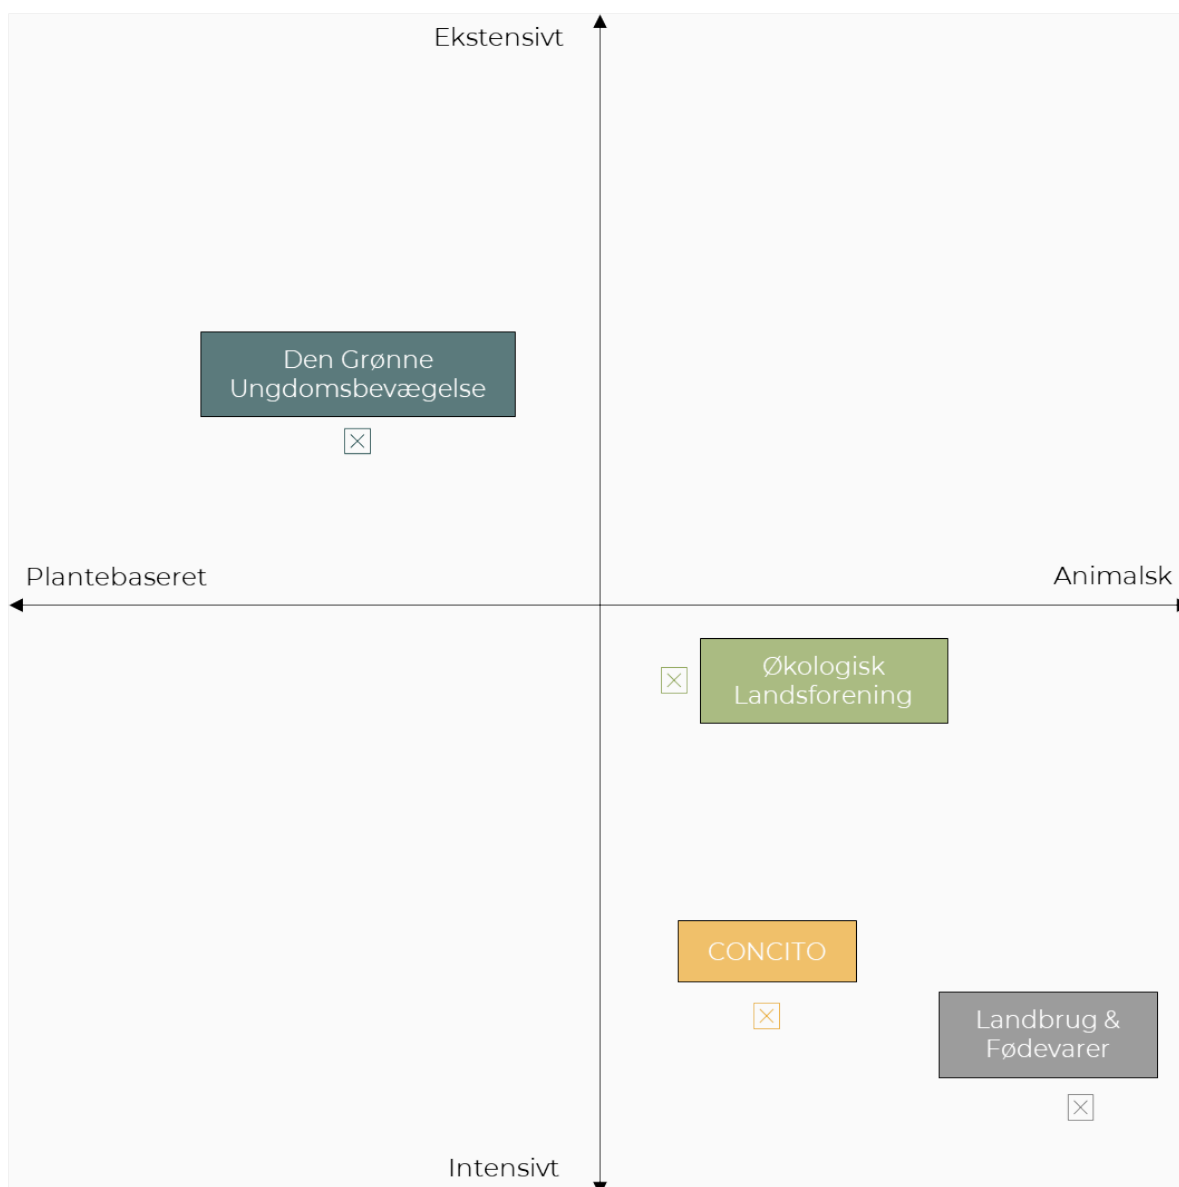 Ekstensivt
Den Grønne
Ungdomsbevægelse
Plantebaseret
Animalsk
Økologisk
Landsforening
CONCITO
Landbrug &
Fødevarer
Intensivt